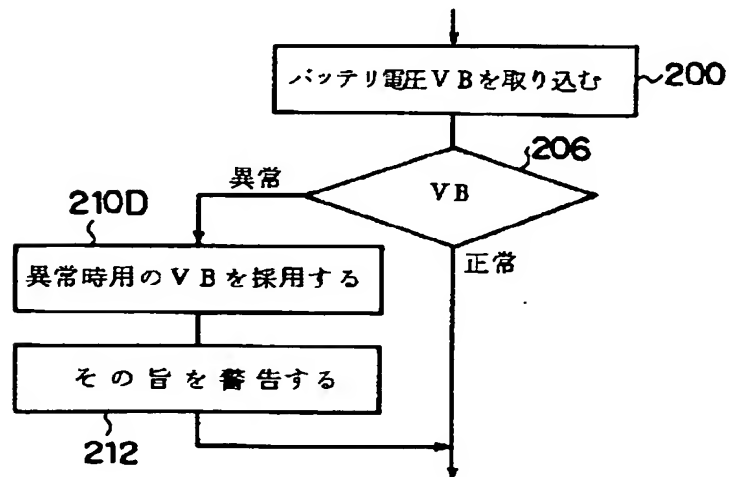 バッテリ電圧VBを取り込む
200
206
VB
異常
正常
210D
異常時用のVBを採用する
その旨を警告する
212